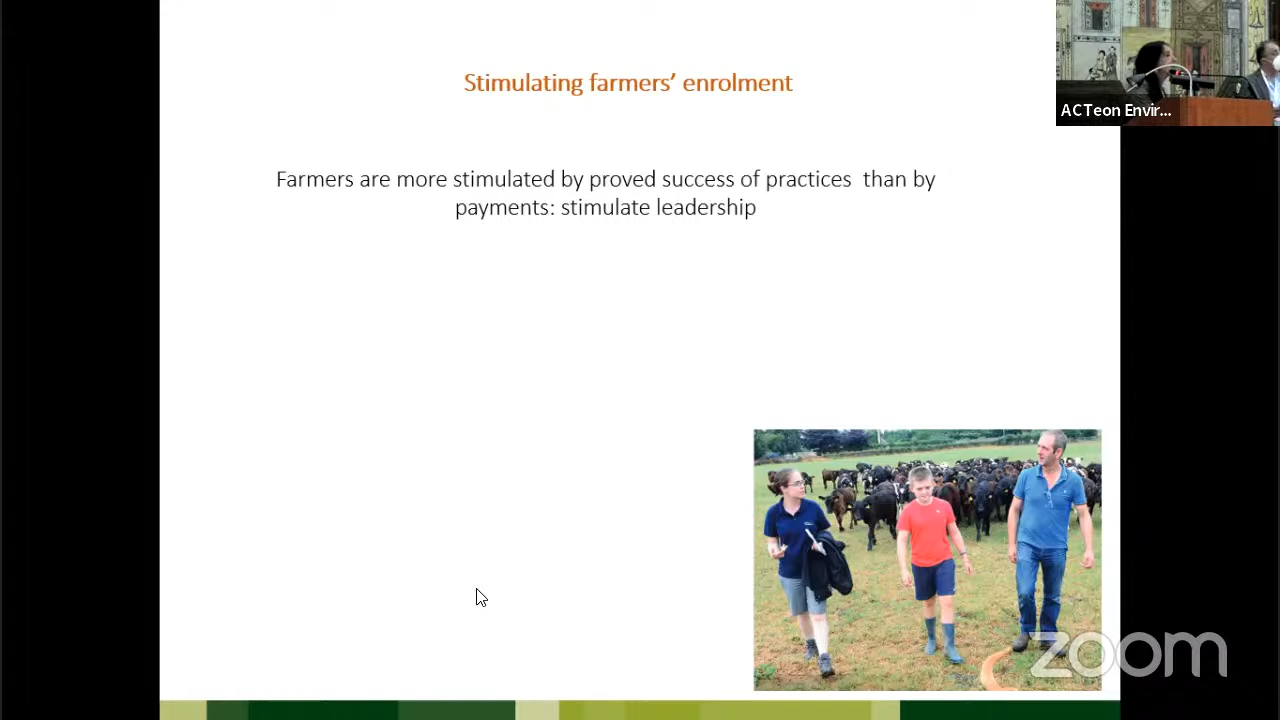 Stimulating farmers’ enrolment
ACTeon Envir...
Farmers are more stimulated by proved success of practices  than by
payments: stimulate leadership
zoom